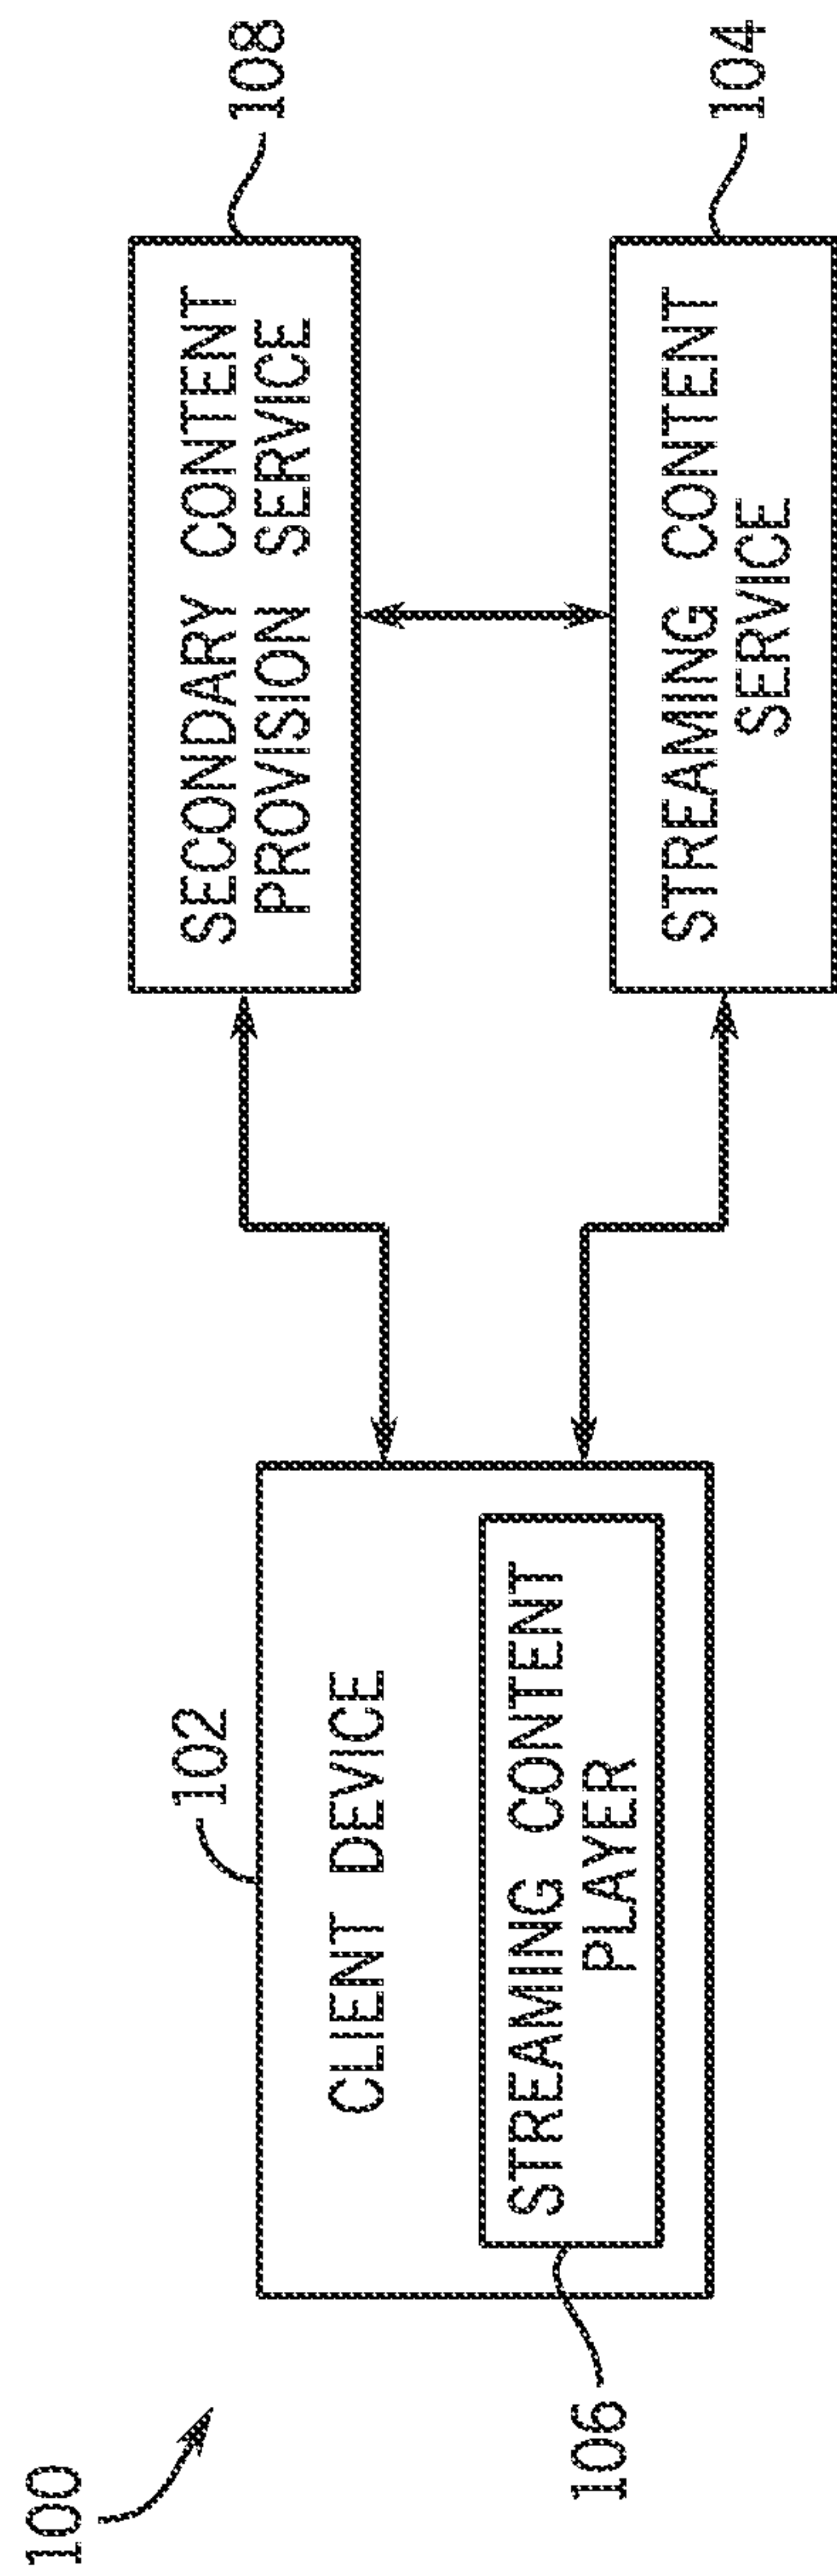 100
102
CLIENT DEVICE
STREAMING CONTENT
PLAYER
106
SECONDARY CONTENT
PROVISION SERVICE
108
STREAMING CONTENT
SERVICE
104